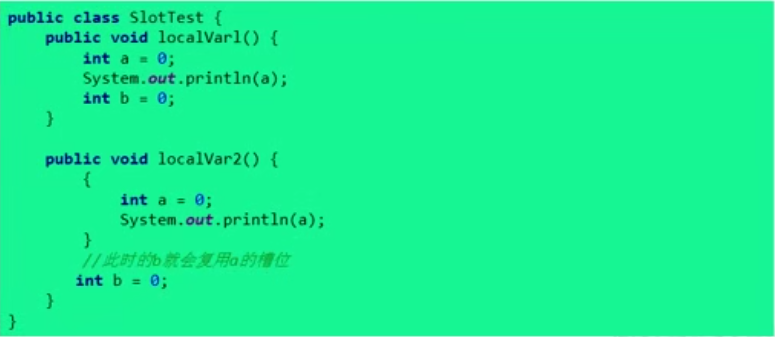 public class SlotTest {
    public void localVarl() {
        int a = 0;
        System.out.println(a);
        int b = 0;
    }

    public void localVar2() {
        {
            int a = 0;
            System.out.println(a);
        }
        //此时的b就会复用a的槽位
       int b = 0;
    }
}